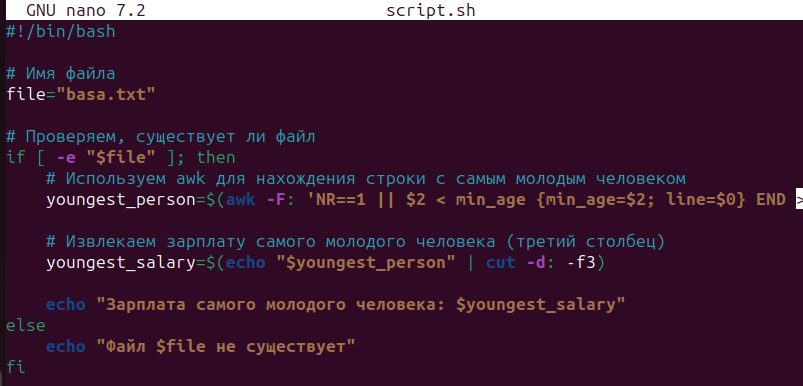 GNU nano 7.2 script.sh
#!/bin/bash
# Имя файла
file="basa.txt"
# Проверяем, существует ли файл
if [ -e "$file" ]; then
# Используем awk для нахождения строки с самым молодым человеком
youngest_person=$(awk -F: 'NR==1 || $2 < min_age {min_age=$2; line=$0} END >
# Извлекаем зарплату самого молодого человека (третий столбец)
youngest_salary=$(echo "$youngest_person" | cut -d: -f3)
echo "Зарплата самого молодого человека: $youngest_salary"
else
echo "Файл $file не существует"
fi